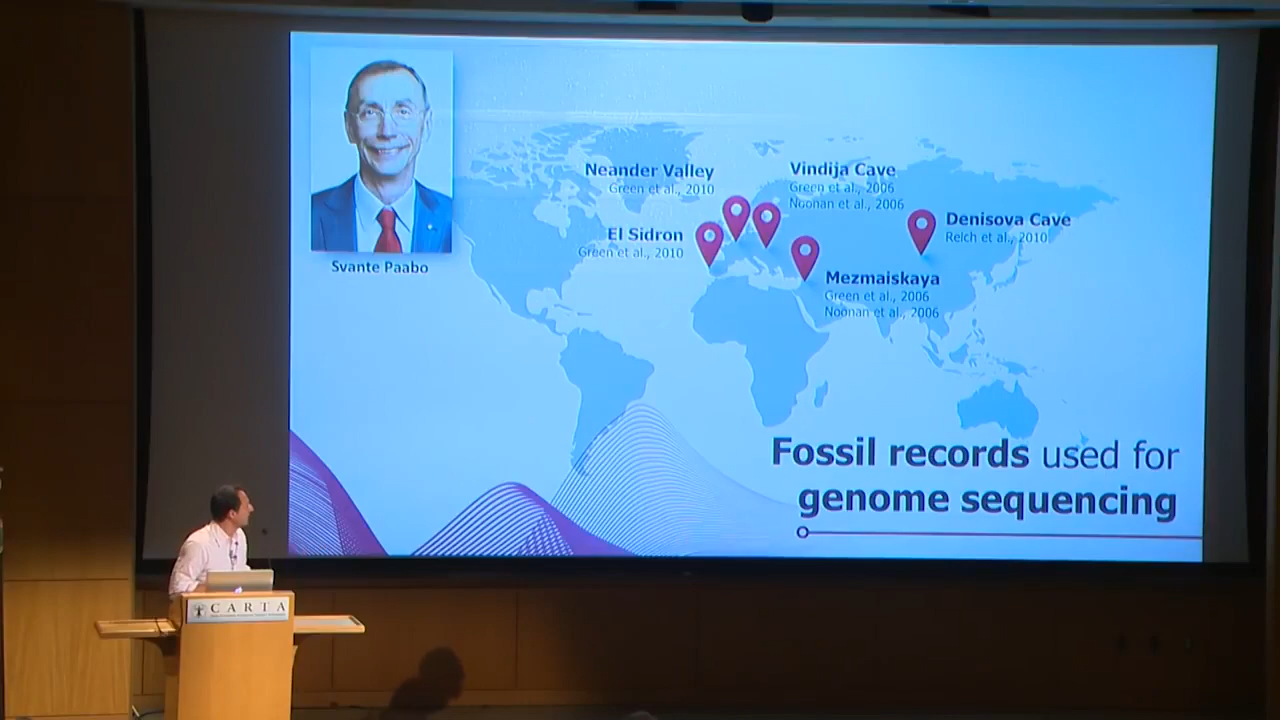 Svante Paabo
Neander Valley
Green et al., 2010
Vindija Cave
Green et al., 2006
Noonan et al., 2006
El Sidron
Green et al., 2010
Denisova Cave
Reich et al., 2010
Mezmaiskaya
Green et al., 2006
Noonan et al., 2006
Fossil records used for
genome sequencing
CARTA